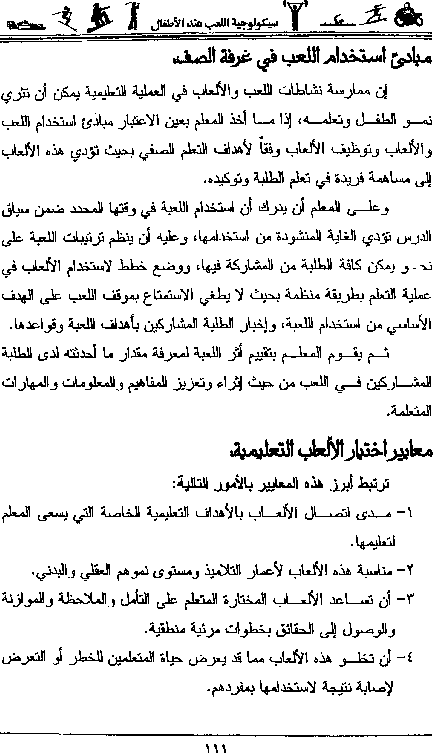 سيكولوجية اللعب عند الأطفال
مبادئ استخدام اللعب في غرفة الصف
إن ممارسة نشاطات اللعب والألعاب في العملية التعليمية يمكن أن تثري
نمو الطفل وتعلمه، إذا ما أخذ المعلم بعين الاعتبار مبادئ استخدام اللعب
والألعاب وتوظيف الألعاب وفقاً لأهداف التعلم الصفي بحيث تؤدي هذه الألعاب
إلى مساهمة فريدة في تعلم الطلبة وتوكيده.
وعلى المعلم أن يدرك أن استخدام اللعبة في وقتها المحدد ضمن سياق
الدرس تؤدي الغاية المنشودة من استخدامها، وعليه أن ينظم ترتيبات اللعبة على
نحو يمكن كافة الطلبة من المشاركة فيها، ووضع خطط لاستخدام الألعاب في
عملية التعلم بطريقة منظمة بحيث لا يطغي الاستمتاع بموقف اللعب على الهدف
الأساسي من استخدام اللعبة، وإخبار الطلبة المشاركين بأهداف اللعبة وقواعدها.
ثم يقوم المعلم بتقييم أثر اللعبة لمعرفة مقدار ما أحدثته لدى الطلبة
المشاركين في اللعب من حيث إثراء وتعزيز المفاهيم والمعلومات والمهارات
المتعلمة.
معايير اختيار الألعاب التعليمية
ترتبط أبرز هذه المعايير بالأمور التالية:
١- مدى اتصال الألعاب بالأهداف التعليمية الخاصة التي يسعى المعلم
لتعليمها.
٢- مناسبة هذه الألعاب لأعمار التلاميذ ومستوى نموهم العقلي والبدني.
٣- أن تساعد الألعاب المختارة المتعلم على التأمل والملاحظة والموازنة
والوصول إلى الحقائق بخطوات مرئية منطقية.
٤- أن تخلو هذه الألعاب مما قد يعرض حياة المتعلمين للخطر أو التعرض
لإصابة نتيجة لاستخدامها بمفردهم.
١١١